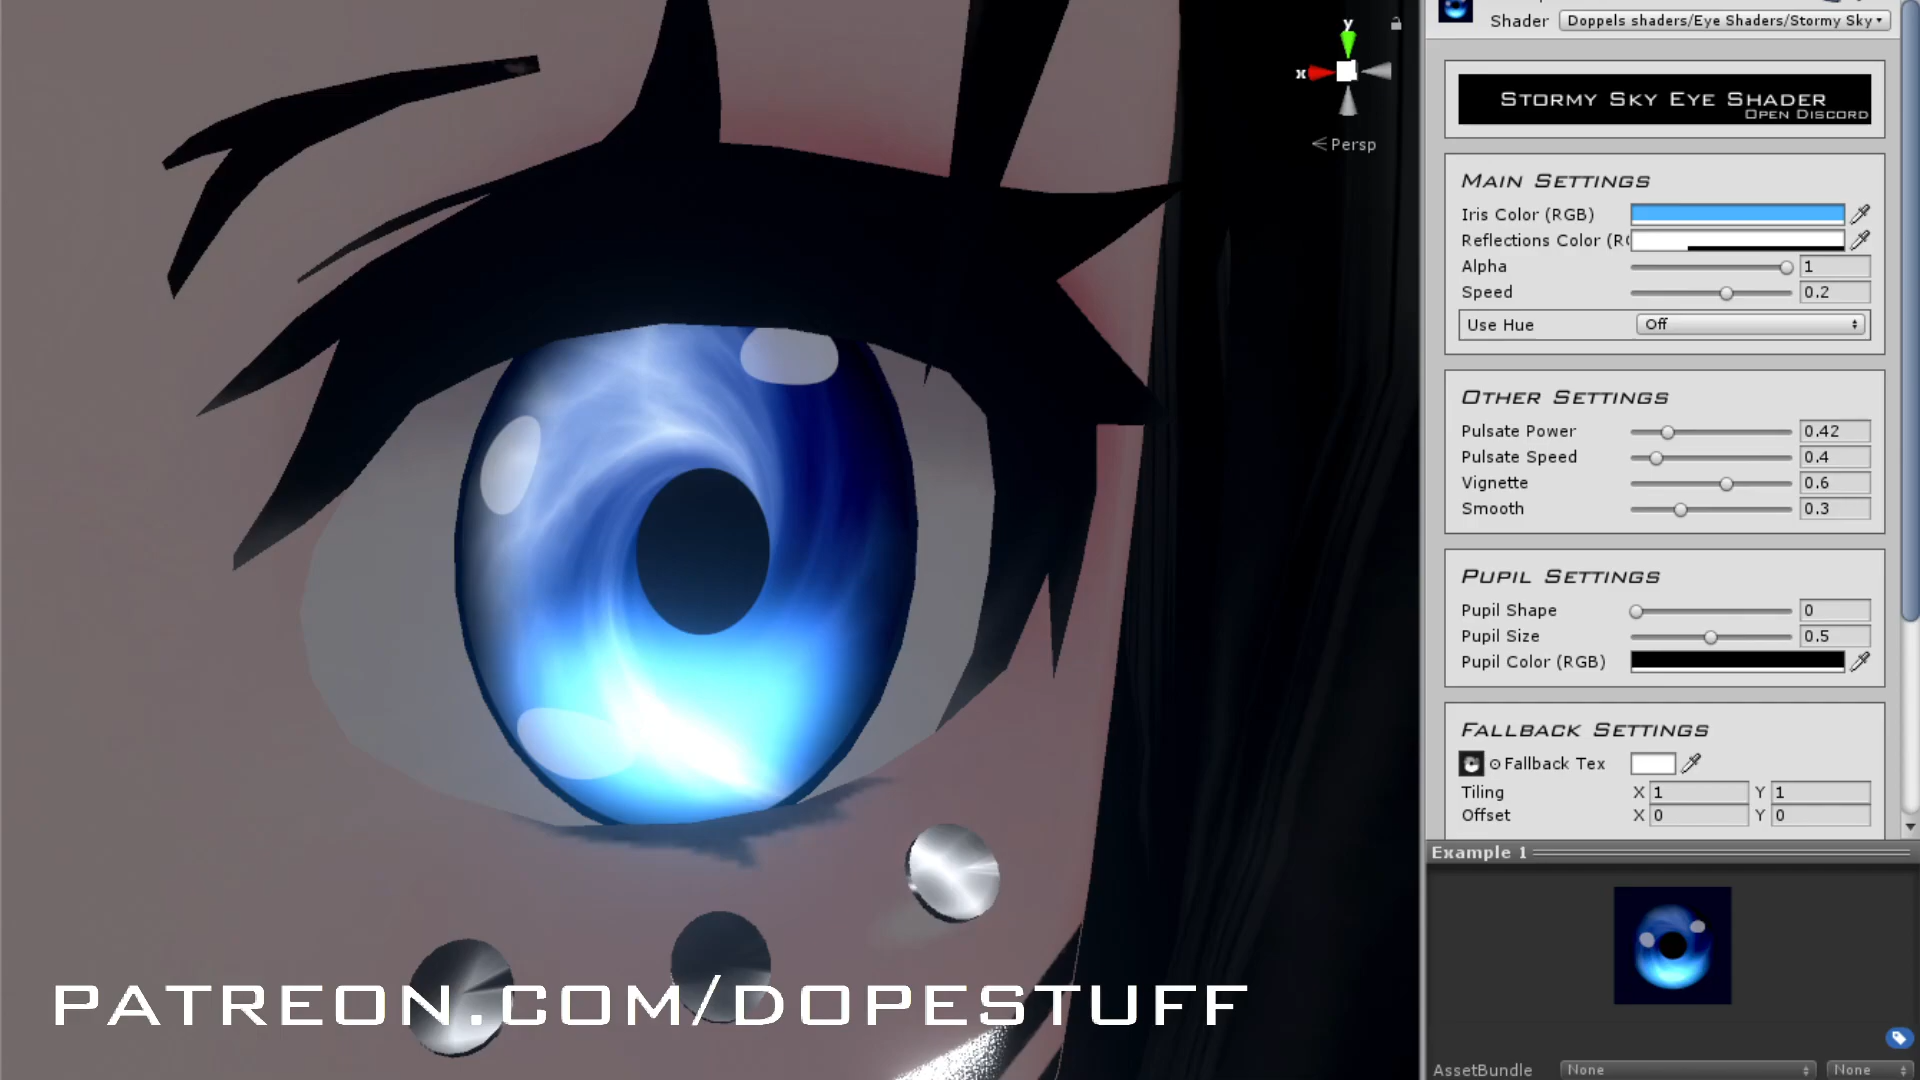 y
x
Persp
Shader Doppels shaders/Eye Shaders/Stormy Sky
Stormy Sky Eye Shader
Open Discord
Main Settings
Iris Color (RGB)
Reflections Color (R
Alpha 1
Speed 0.2
Use Hue Off
Other Settings
Pulsate Power 0.42
Pulsate Speed 0.4
Vignette 0.6
Smooth 0.3
Pupil Settings
Pupil Shape 0
Pupil Size 0.5
Pupil Color (RGB)
Fallback Settings
Fallback Tex
Tiling X 1 Y 1
Offset X 0 Y 0
Example 1
AssetBundle None None
PATREON.COM/DOPESTUFF